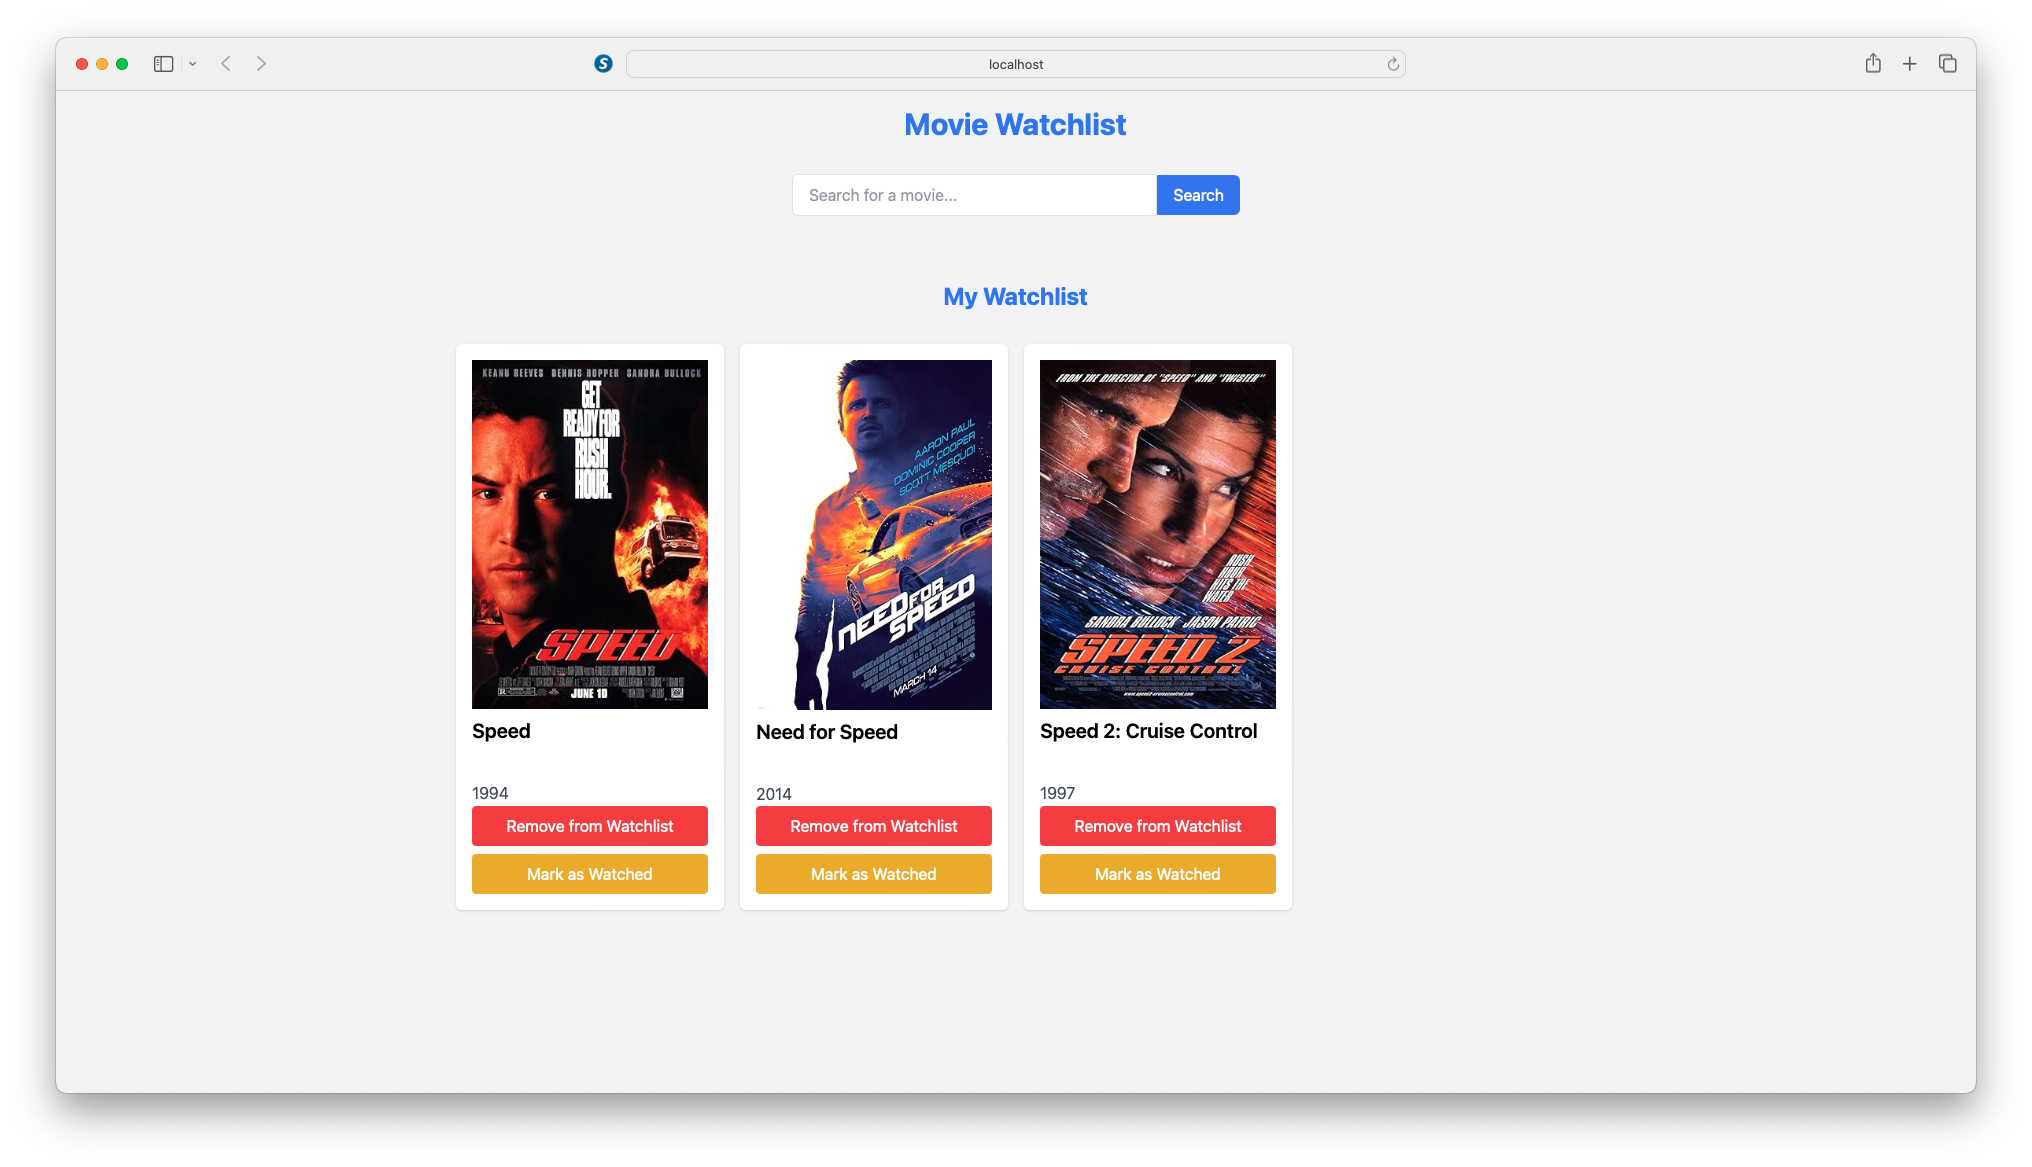 localhost
Movie Watchlist
Search for a movie...
Search
My Watchlist
KEANU REEVES DENNIS HOPPER SANDRA BULLOCK
GET
READY FOR
RUSH
HOUR.
SPEED
JUNE 10
Speed
1994
Remove from Watchlist
Mark as Watched
AARON PAUL
DOMINIC COOPER
SCOTT MESCUDI
NEED FOR
SPEED
MARCH 14
Need for Speed
2014
Remove from Watchlist
Mark as Watched
FROM THE DIRECTOR OF "SPEED" AND "TWISTER"
RUSH
HOUR
HITS THE
WATER
SANDRA BULLOCK JASON PATRIC
SPEED 2
CRUISE CONTROL
Speed 2: Cruise Control
1997
Remove from Watchlist
Mark as Watched